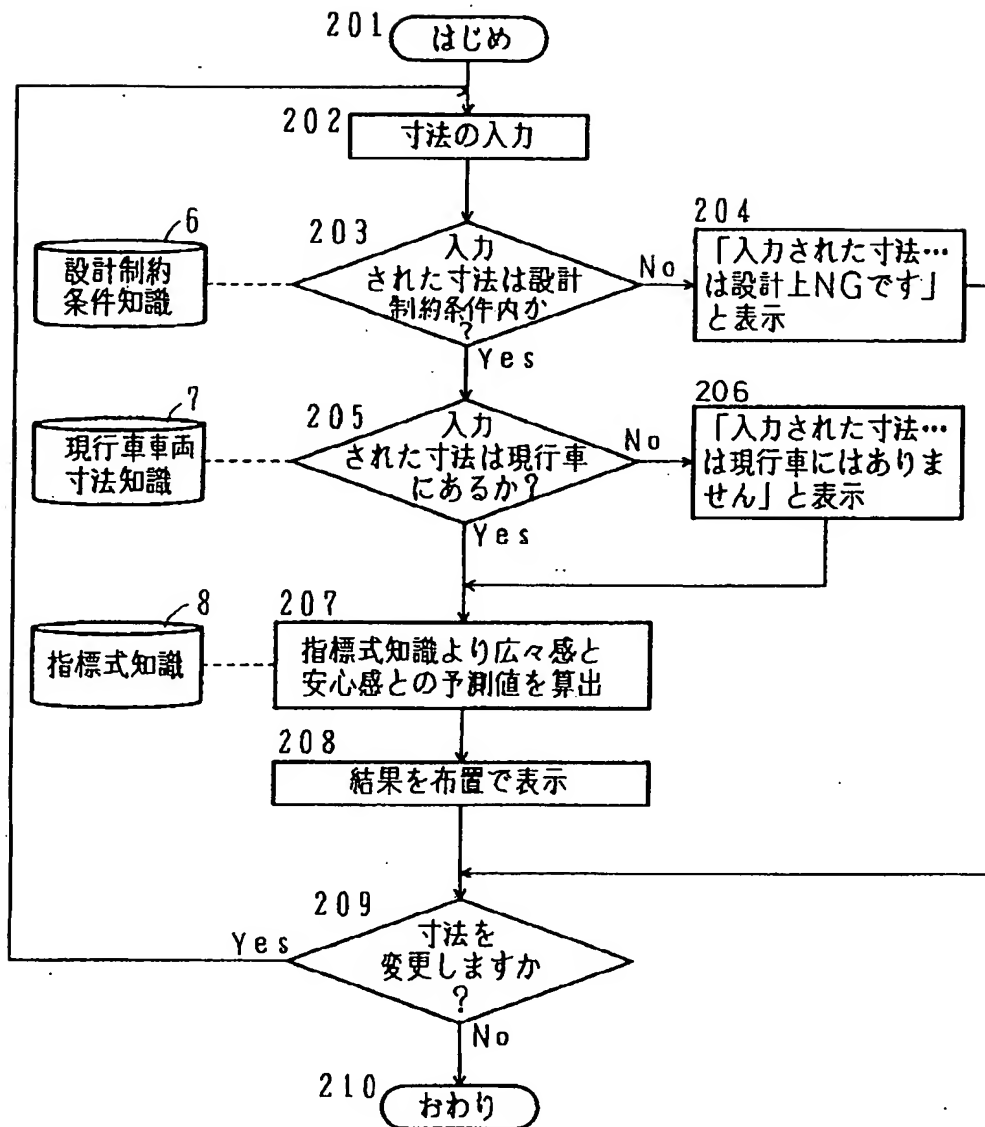 201
はじめ
202
寸法の入力
6
設計制約
条件知識
203
入力
された寸法は設計
制約条件内か
?
No
Yes
204
「入力された寸法…
は設計上NGです」
と表示
7
現行車車両
寸法知識
205
入力
された寸法は現行車
にあるか?
No
Yes
206
「入力された寸法…
は現行車にはありま
せん」と表示
8
指標式知識
207
指標式知識より広々感と
安心感との予測値を算出
208
結果を布置で表示
209
寸法を
変更しますか
?
Yes
No
210
おわり